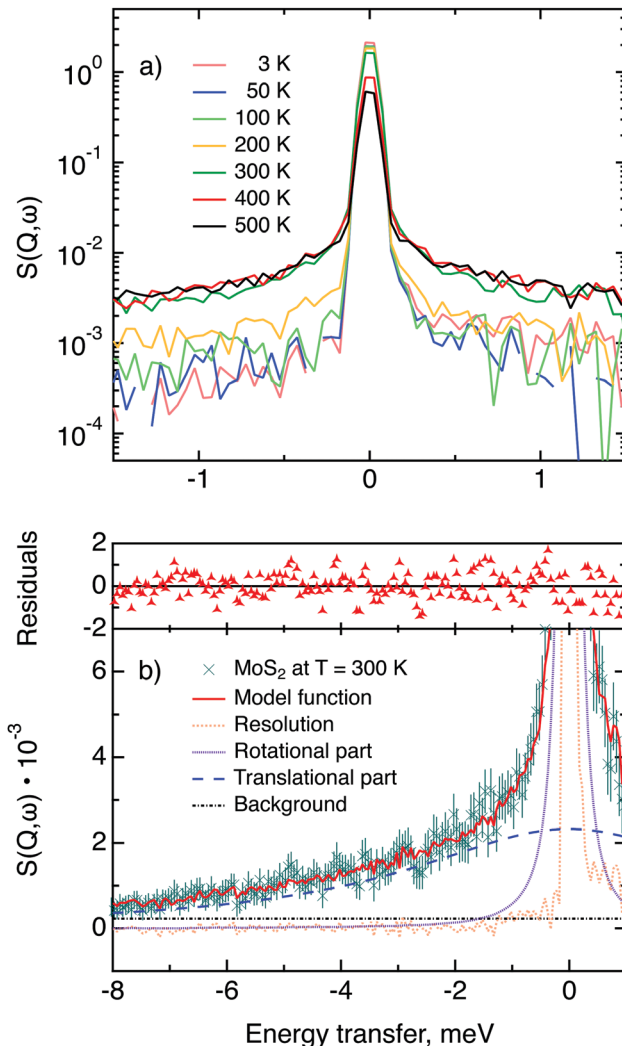 a)
3 K
50 K
100 K
200 K
300 K
400 K
500 K
S(Q,ω)
10⁰
10⁻¹
10⁻²
10⁻³
10⁻⁴
-1
0
1
Residuals
2
0
-2
b)
MoS₂ at T = 300 K
Model function
Resolution
Rotational part
Translational part
Background
S(Q,ω) • 10⁻³
6
4
2
0
-8
-6
-4
-2
0
Energy transfer, meV